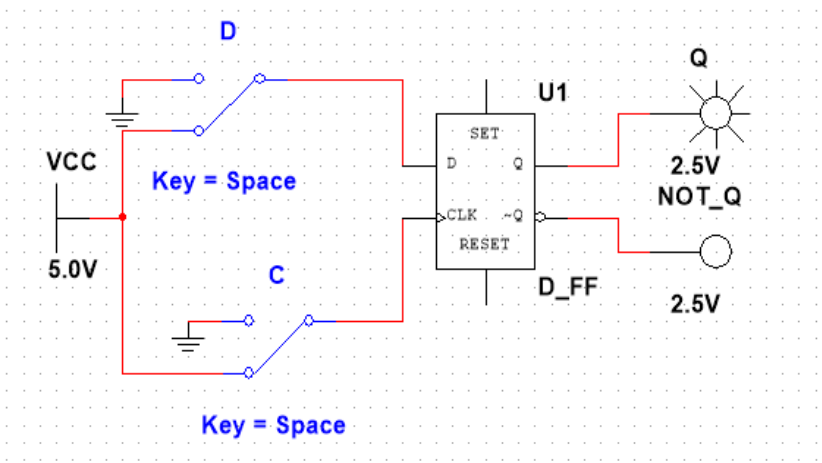 D
Q
U1
SET
VCC
D Q
2.5V
Key = Space
NOT_Q
CLK ~Q
RESET
5.0V
C
D_FF
2.5V
Key = Space